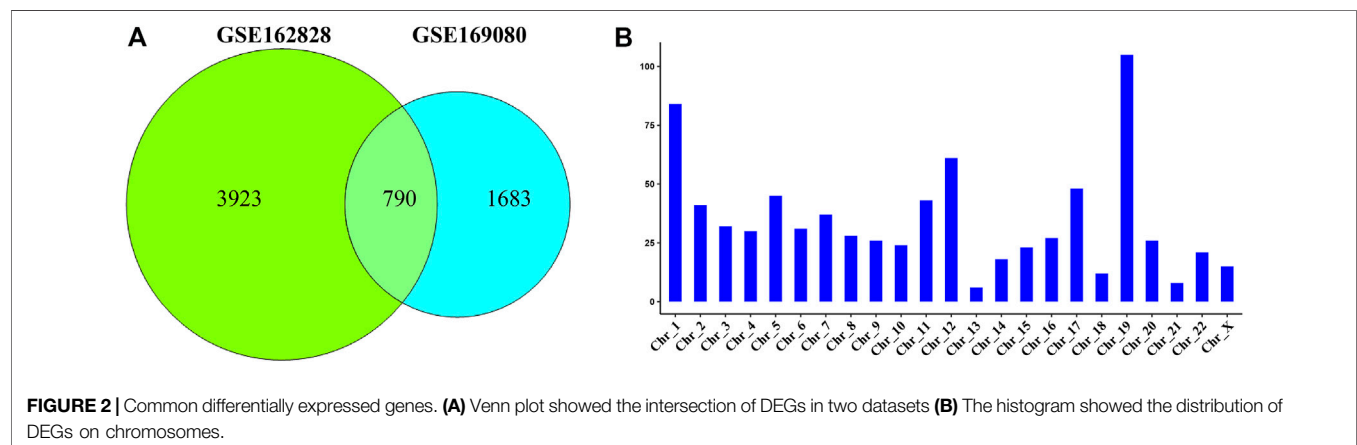 A
GSE162828
GSE169080
3923
790
1683
B
100
75
50
25
0
Chr_1
Chr_2
Chr_3
Chr_4
Chr_5
Chr_6
Chr_7
Chr_8
Chr_9
Chr_10
Chr_11
Chr_12
Chr_13
Chr_14
Chr_15
Chr_16
Chr_17
Chr_18
Chr_19
Chr_20
Chr_21
Chr_22
Chr_X
FIGURE 2 | Common differentially expressed genes. (A) Venn plot showed the intersection of DEGs in two datasets (B) The histogram showed the distribution of
DEGs on chromosomes.